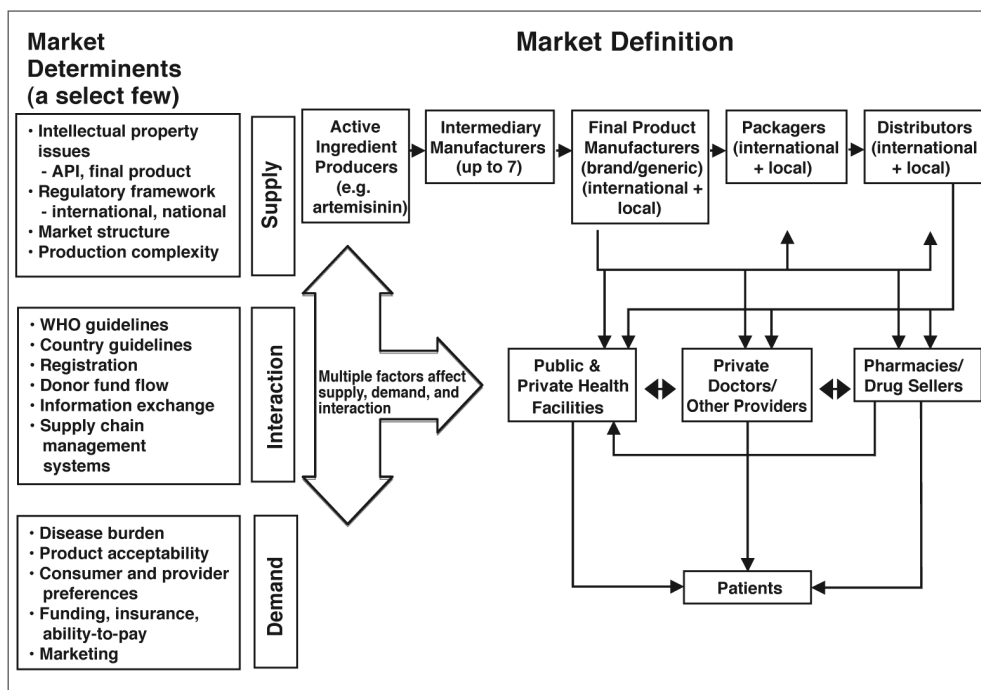 Market
Determinents
(a select few)
Market Definition
• Intellectual property
issues
- API, final product
• Regulatory framework
- international, national
• Market structure
• Production complexity
Supply
Active
Ingredient
Producers
(e.g.
artemisinin)
Intermediary
Manufacturers
(up to 7)
Final Product
Manufacturers
(brand/generic)
(international +
local)
Packagers
(international
+ local)
Distributors
(international
+ local)
• WHO guidelines
• Country guidelines
• Registration
• Donor fund flow
• Information exchange
• Supply chain
management
systems
Interaction
Multiple factors affect
supply, demand, and
interaction
Public &
Private Health
Facilities
Private
Doctors/
Other Providers
Pharmacies/
Drug Sellers
• Disease burden
• Product acceptability
• Consumer and provider
preferences
• Funding, insurance,
ability-to-pay
• Marketing
Demand
Patients